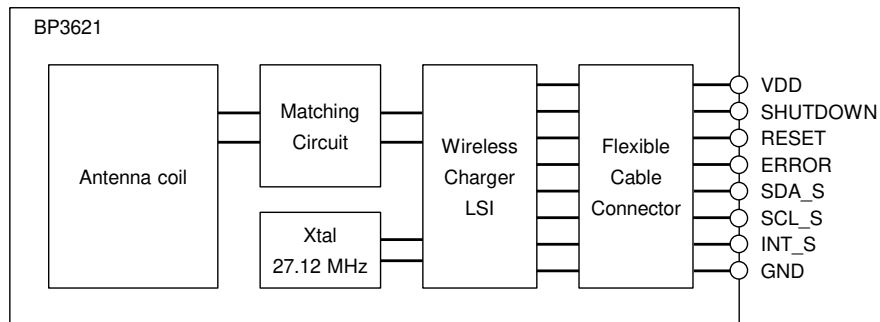 BP3621
Antenna coil
Matching
Circuit
Xtal
27.12 MHz
Wireless
Charger
LSI
Flexible
Cable
Connector
VDD
SHUTDOWN
RESET
ERROR
SDA_S
SCL_S
INT_S
GND